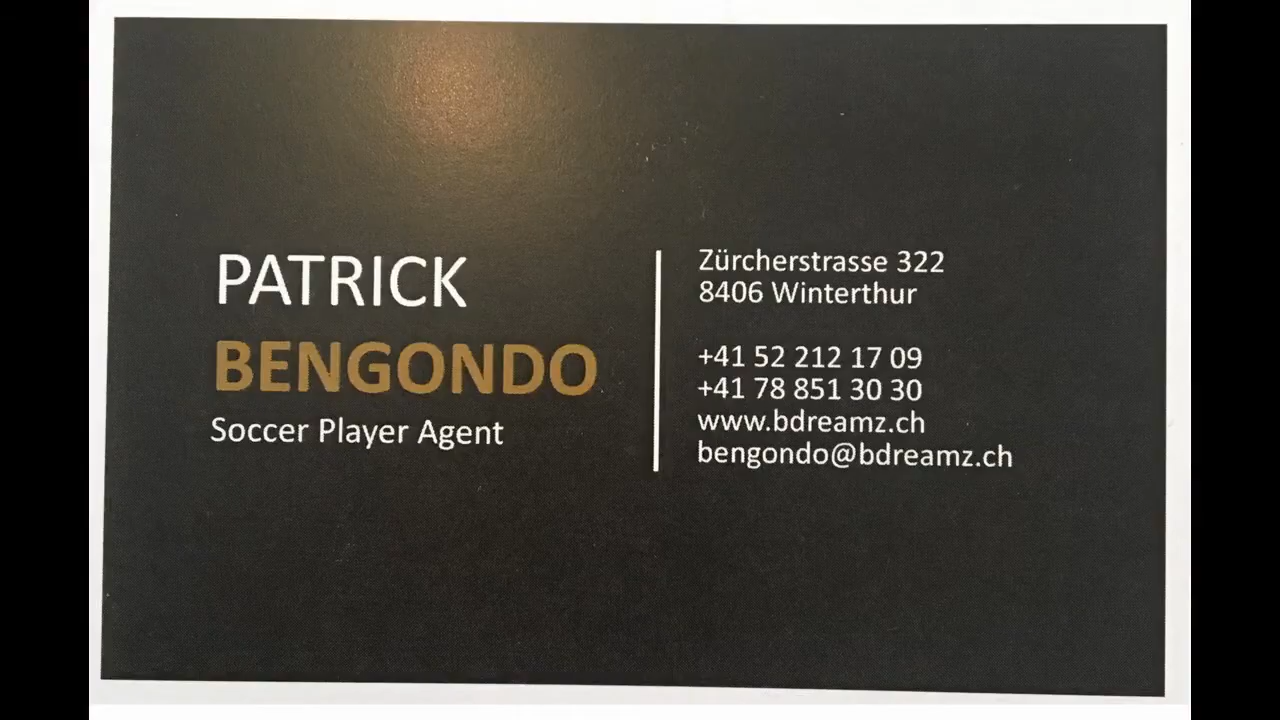 PATRICK
BENGONDO
Soccer Player Agent
Zürcherstrasse 322
8406 Winterthur
+41 52 212 17 09
+41 78 851 30 30
www.bdreamz.ch
bengondo@bdreamz.ch